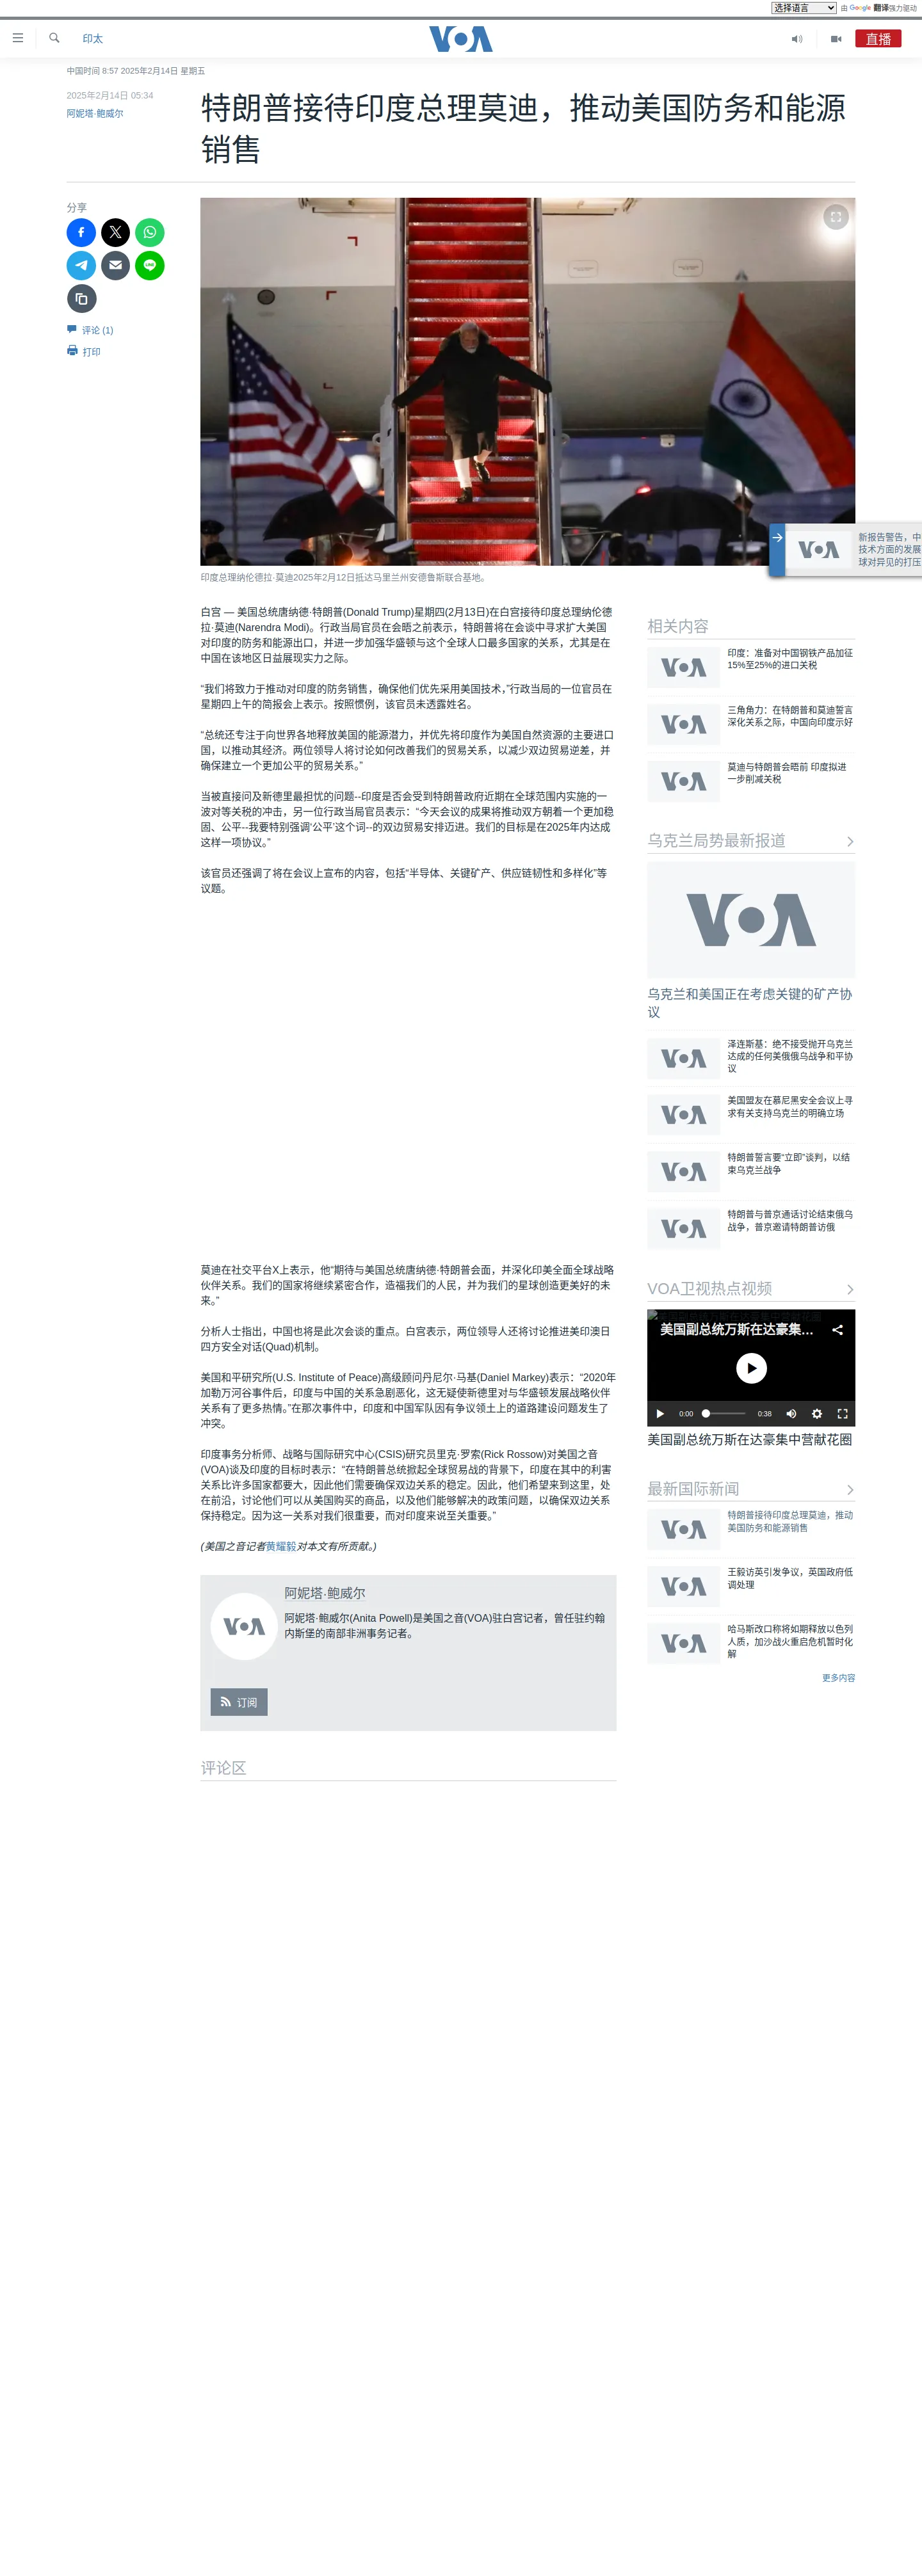 选择语言 由 Google 翻译强力驱动
印太
VOA
直播
中国时间 8:57 2025年2月14日 星期五
2025年2月14日 05:34
阿妮塔·鲍威尔
特朗普接待印度总理莫迪，推动美国防务和能源
销售
分享
LINE
评论 (1)
打印
印度总理纳伦德拉·莫迪2025年2月12日抵达马里兰州安德鲁斯联合基地。
VOA
新报告警告，中
技术方面的发展
球对异见的打压
白宫 — 美国总统唐纳德·特朗普(Donald Trump)星期四(2月13日)在白宫接待印度总理纳伦德
拉·莫迪(Narendra Modi)。行政当局官员在会晤之前表示，特朗普将在会谈中寻求扩大美国
对印度的防务和能源出口，并进一步加强华盛顿与这个全球人口最多国家的关系，尤其是在
中国在该地区日益展现实力之际。
“我们将致力于推动对印度的防务销售，确保他们优先采用美国技术，”行政当局的一位官员在
星期四上午的简报会上表示。按照惯例，该官员未透露姓名。
“总统还专注于向世界各地释放美国的能源潜力，并优先将印度作为美国自然资源的主要进口
国，以推动其经济。两位领导人将讨论如何改善我们的贸易关系，以减少双边贸易逆差，并
确保建立一个更加公平的贸易关系。”
当被直接问及新德里最担忧的问题--印度是否会受到特朗普政府近期在全球范围内实施的一
波对等关税的冲击，另一位行政当局官员表示：“今天会议的成果将推动双方朝着一个更加稳
固、公平--我要特别强调‘公平’这个词--的双边贸易安排迈进。我们的目标是在2025年内达成
这样一项协议。”
该官员还强调了将在会议上宣布的内容，包括“半导体、关键矿产、供应链韧性和多样化”等
议题。
莫迪在社交平台X上表示，他“期待与美国总统唐纳德·特朗普会面，并深化印美全面全球战略
伙伴关系。我们的国家将继续紧密合作，造福我们的人民，并为我们的星球创造更美好的未
来。”
分析人士指出，中国也将是此次会谈的重点。白宫表示，两位领导人还将讨论推进美印澳日
四方安全对话(Quad)机制。
美国和平研究所(U.S. Institute of Peace)高级顾问丹尼尔·马基(Daniel Markey)表示：“2020年
加勒万河谷事件后，印度与中国的关系急剧恶化，这无疑使新德里对与华盛顿发展战略伙伴
关系有了更多热情。”在那次事件中，印度和中国军队因有争议领土上的道路建设问题发生了
冲突。
印度事务分析师、战略与国际研究中心(CSIS)研究员里克·罗索(Rick Rossow)对美国之音
(VOA)谈及印度的目标时表示：“在特朗普总统掀起全球贸易战的背景下，印度在其中的利害
关系比许多国家都要大，因此他们需要确保双边关系的稳定。因此，他们希望来到这里，处
在前沿，讨论他们可以从美国购买的商品，以及他们能够解决的政策问题，以确保双边关系
保持稳定。因为这一关系对我们很重要，而对印度来说至关重要。”
(美国之音记者黄耀毅对本文有所贡献。)
VOA
阿妮塔·鲍威尔
阿妮塔·鲍威尔(Anita Powell)是美国之音(VOA)驻白宫记者，曾任驻约翰
内斯堡的南部非洲事务记者。
订阅
评论区
相关内容
VOA
印度：准备对中国钢铁产品加征
15%至25%的进口关税
VOA
三角角力：在特朗普和莫迪誓言
深化关系之际，中国向印度示好
VOA
莫迪与特朗普会晤前 印度拟进
一步削减关税
乌克兰局势最新报道
VOA
乌克兰和美国正在考虑关键的矿产协
议
VOA
泽连斯基：绝不接受抛开乌克兰
达成的任何美俄俄乌战争和平协
议
VOA
美国盟友在慕尼黑安全会议上寻
求有关支持乌克兰的明确立场
VOA
特朗普誓言要“立即”谈判，以结
束乌克兰战争
VOA
特朗普与普京通话讨论结束俄乌
战争，普京邀请特朗普访俄
VOA卫视热点视频
美国副总统万斯在达豪集...
0:00 0:38
美国副总统万斯在达豪集中营献花圈
最新国际新闻
VOA
特朗普接待印度总理莫迪，推动
美国防务和能源销售
VOA
王毅访英引发争议，英国政府低
调处理
VOA
哈马斯改口称将如期释放以色列
人质，加沙战火重启危机暂时化
解
更多内容